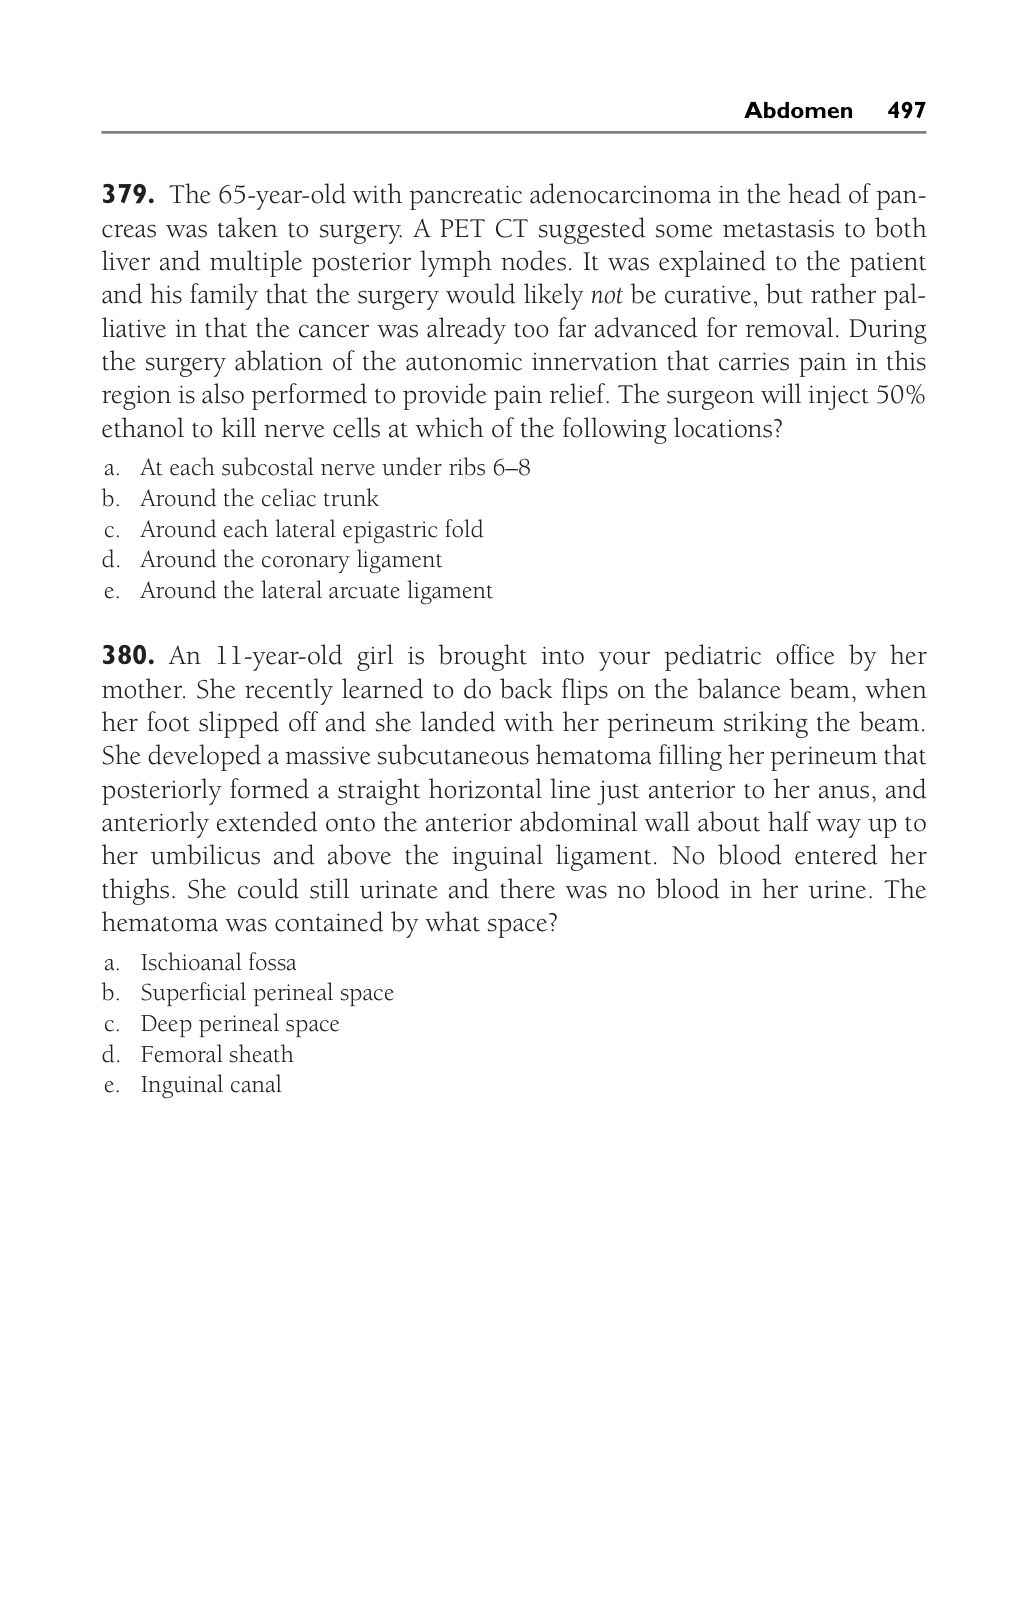 Abdomen 497
379. The 65-year-old with pancreatic adenocarcinoma in the head of pan-
creas was taken to surgery. A PET CT suggested some metastasis to both
liver and multiple posterior lymph nodes. It was explained to the patient
and his family that the surgery would likely not be curative, but rather pal-
liative in that the cancer was already too far advanced for removal. During
the surgery ablation of the autonomic innervation that carries pain in this
region is also performed to provide pain relief. The surgeon will inject 50%
ethanol to kill nerve cells at which of the following locations?
a. At each subcostal nerve under ribs 6–8
b. Around the celiac trunk
c. Around each lateral epigastric fold
d. Around the coronary ligament
e. Around the lateral arcuate ligament
380. An 11-year-old girl is brought into your pediatric office by her
mother. She recently learned to do back flips on the balance beam, when
her foot slipped off and she landed with her perineum striking the beam.
She developed a massive subcutaneous hematoma filling her perineum that
posteriorly formed a straight horizontal line just anterior to her anus, and
anteriorly extended onto the anterior abdominal wall about half way up to
her umbilicus and above the inguinal ligament. No blood entered her
thighs. She could still urinate and there was no blood in her urine. The
hematoma was contained by what space?
a. Ischioanal fossa
b. Superficial perineal space
c. Deep perineal space
d. Femoral sheath
e. Inguinal canal